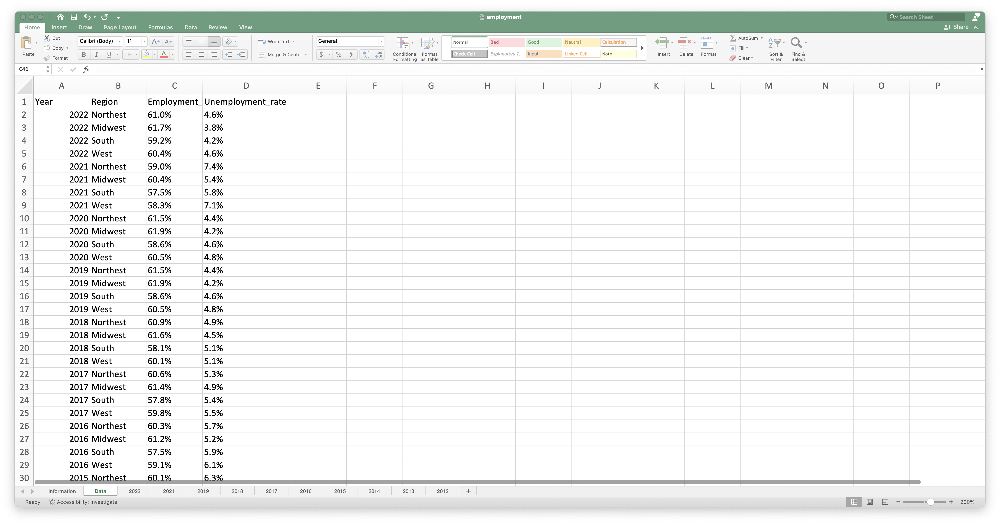 employment
Search Sheet
Home Insert Draw Page Layout Formulas Data Review View
Share
Cut
Copy
Format
Paste
Calibri (Body) 11
B I U
Wrap Text
Merge & Center
General
$ %
Conditional Formatting
Format as Table
Normal Bad Good Neutral Calculation
Check Cell Explanatory T... Input Linked Cell Note
Insert Delete Format
AutoSum
Fill
Clear
Sort & Filter
Find & Select
C46 fx
A B C D E F G H I J K L M N O P
1 Year Region Employment_ Unemployment_rate
2 2022 Northest 61.0% 4.6%
3 2022 Midwest 61.7% 3.8%
4 2022 South 59.2% 4.2%
5 2022 West 60.4% 4.6%
6 2021 Northest 59.0% 7.4%
7 2021 Midwest 60.4% 5.4%
8 2021 South 57.5% 5.8%
9 2021 West 58.3% 7.1%
10 2020 Northest 61.5% 4.4%
11 2020 Midwest 61.9% 4.2%
12 2020 South 58.6% 4.6%
13 2020 West 60.5% 4.8%
14 2019 Northest 61.5% 4.4%
15 2019 Midwest 61.9% 4.2%
16 2019 South 58.6% 4.6%
17 2019 West 60.5% 4.8%
18 2018 Northest 60.9% 4.9%
19 2018 Midwest 61.6% 4.5%
20 2018 South 58.1% 5.1%
21 2018 West 60.1% 5.1%
22 2017 Northest 60.6% 5.3%
23 2017 Midwest 61.4% 4.9%
24 2017 South 57.8% 5.4%
25 2017 West 59.8% 5.5%
26 2016 Northest 60.3% 5.7%
27 2016 Midwest 61.2% 5.2%
28 2016 South 57.5% 5.9%
29 2016 West 59.1% 6.1%
30 2015 Northest 60.1% 6.3%
Information Data 2022 2021 2019 2018 2017 2016 2015 2014 2013 2012 +
Ready Accessibility: Investigate
200%